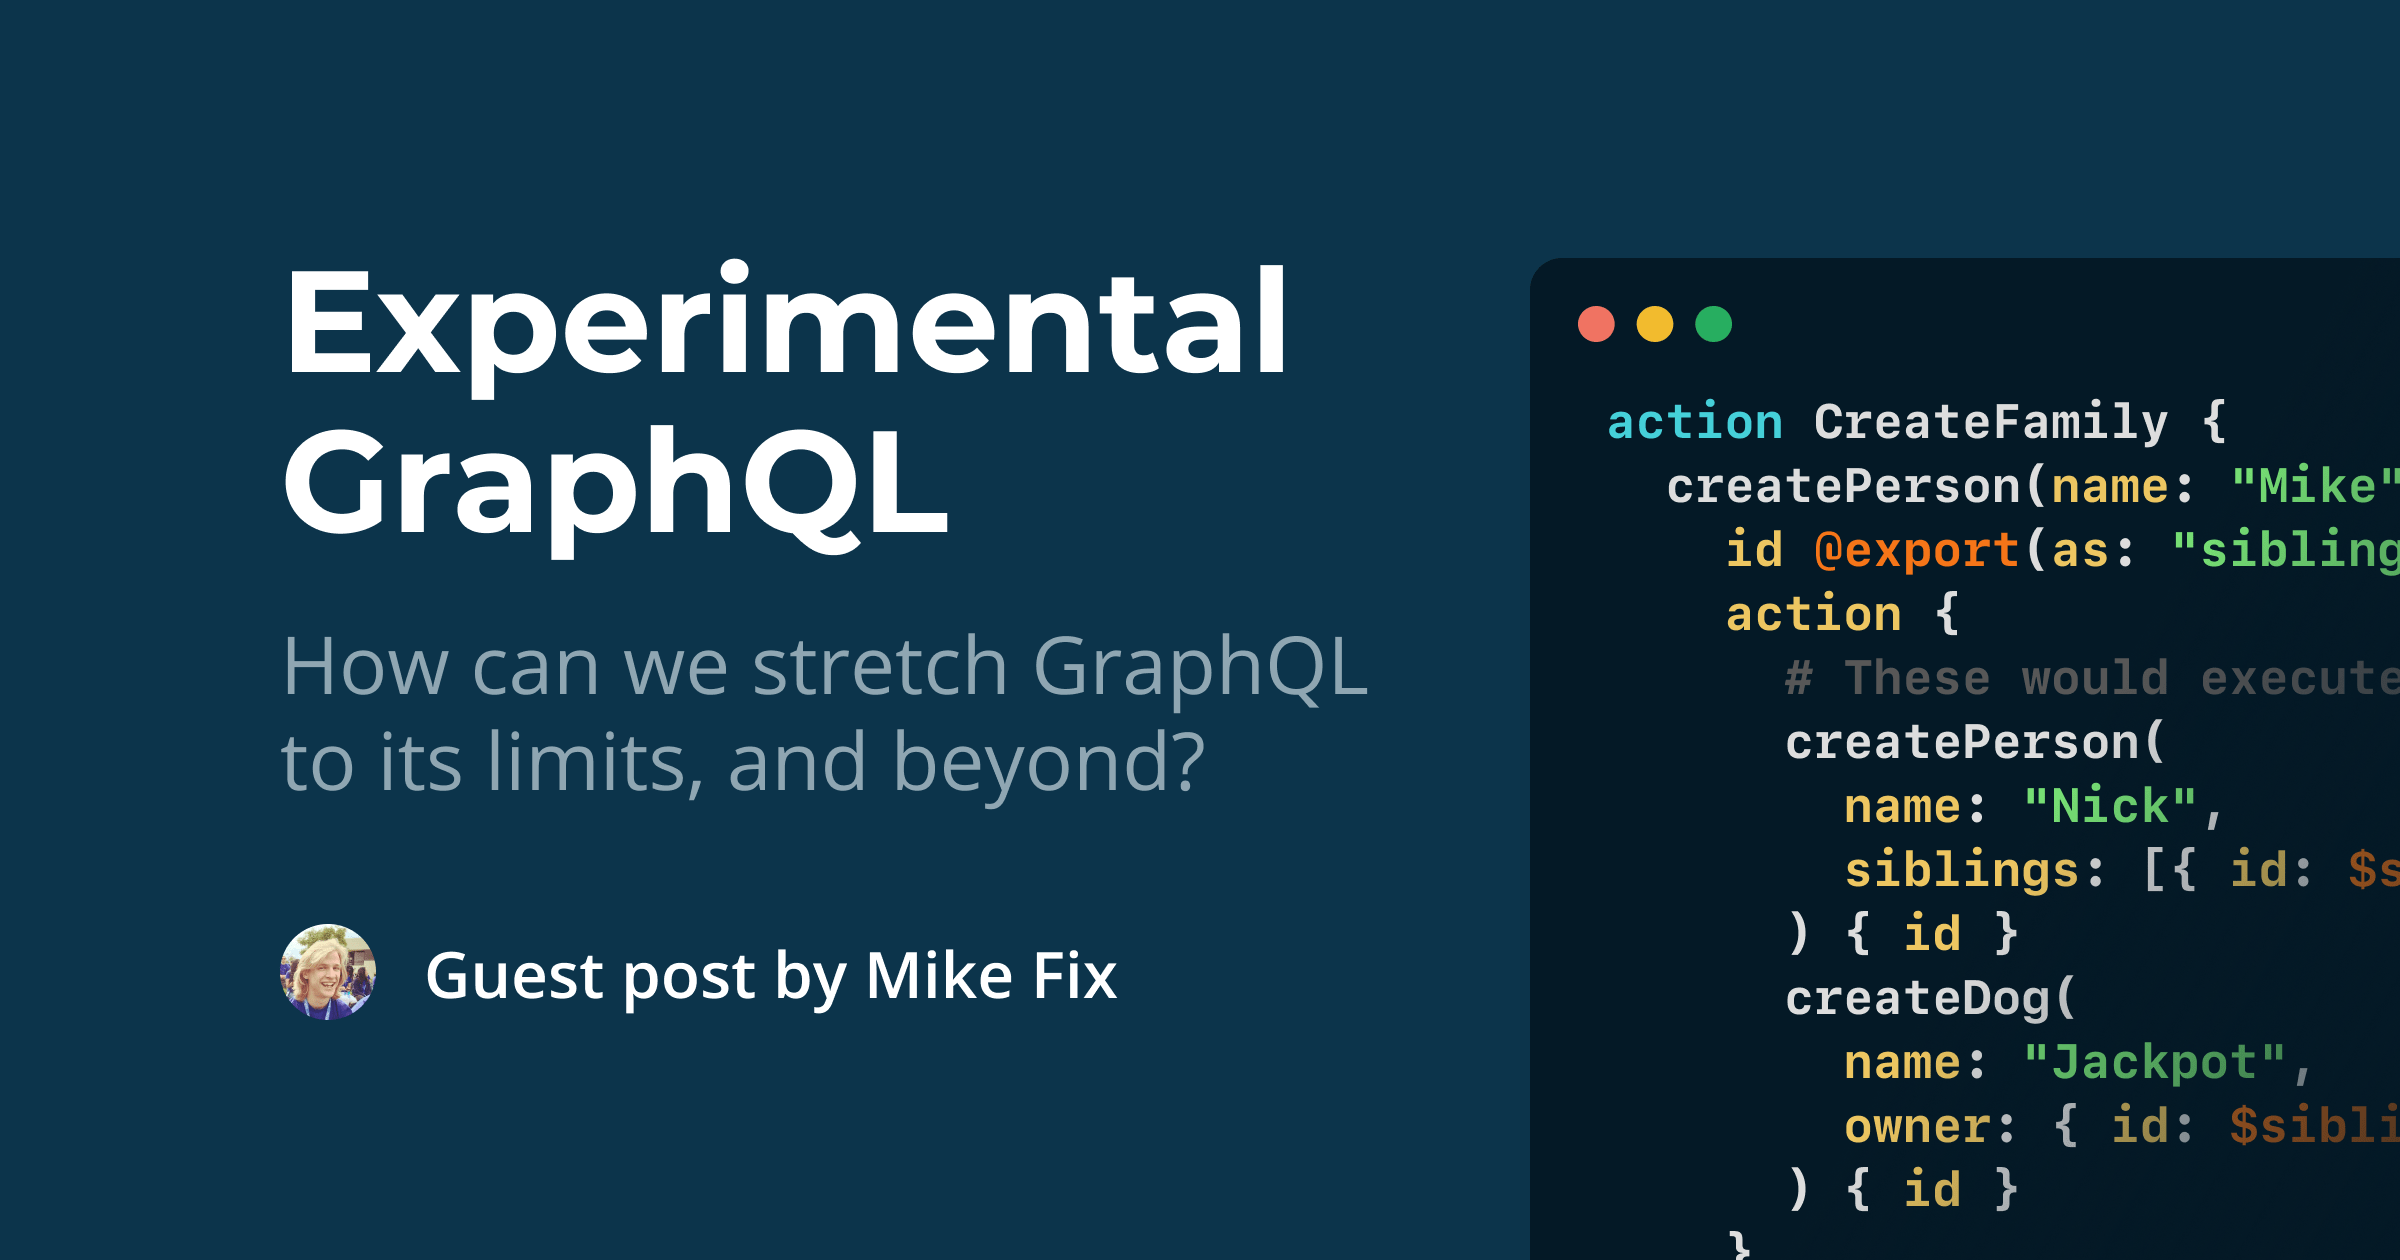 Experimental
GraphQL
How can we stretch GraphQL
to its limits, and beyond?
Guest post by Mike Fix
action CreateFamily {
createPerson(name: "Mike"
id @export(as: "sibling
action {
# These would execute
createPerson(
name: "Nick",
siblings: [{ id: $s
) { id }
createDog(
name: "Jackpot",
owner: { id: $sibli
) { id }
}